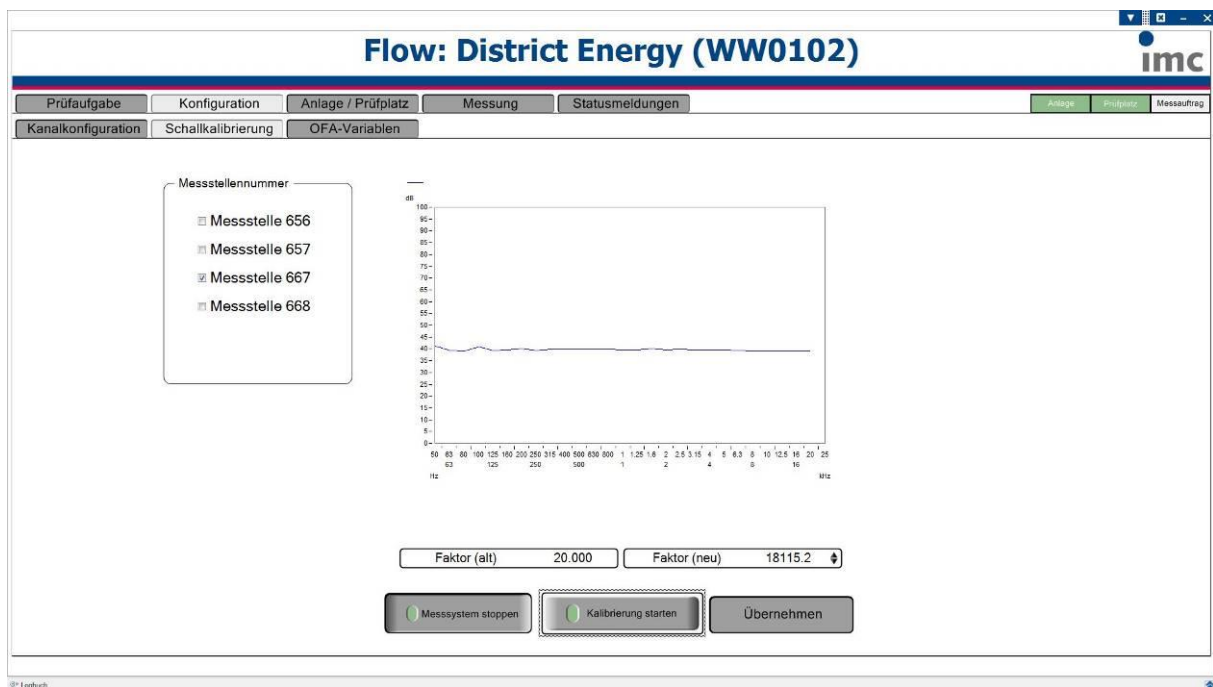 Flow: District Energy (WW0102)
imc
Prüfaufgabe Konfiguration Anlage / Prüfplatz Messung Statusmeldungen Anlage Prüfplatz Messauftrag
Kanalkonfiguration Schallkalibrierung OFA-Variablen
Messstellennummer
Messstelle 656
Messstelle 657
Messstelle 667
Messstelle 668
dB
100
95
90
85
80
75
70
65
60
55
50
45
40
35
30
25
20
15
10
5
0
50 63 80 100 125 160 200 250 315 400 500 630 800 1 1.25 1.6 2 2.5 3.15 4 5 6.3 8 10 12.5 16 20 25
63 125 250 500 1 2 4 8 16
Hz kHz
Faktor (alt) 20.000 Faktor (neu) 18115.2
Messsystem stoppen Kalibrierung starten Übernehmen
Logbuch